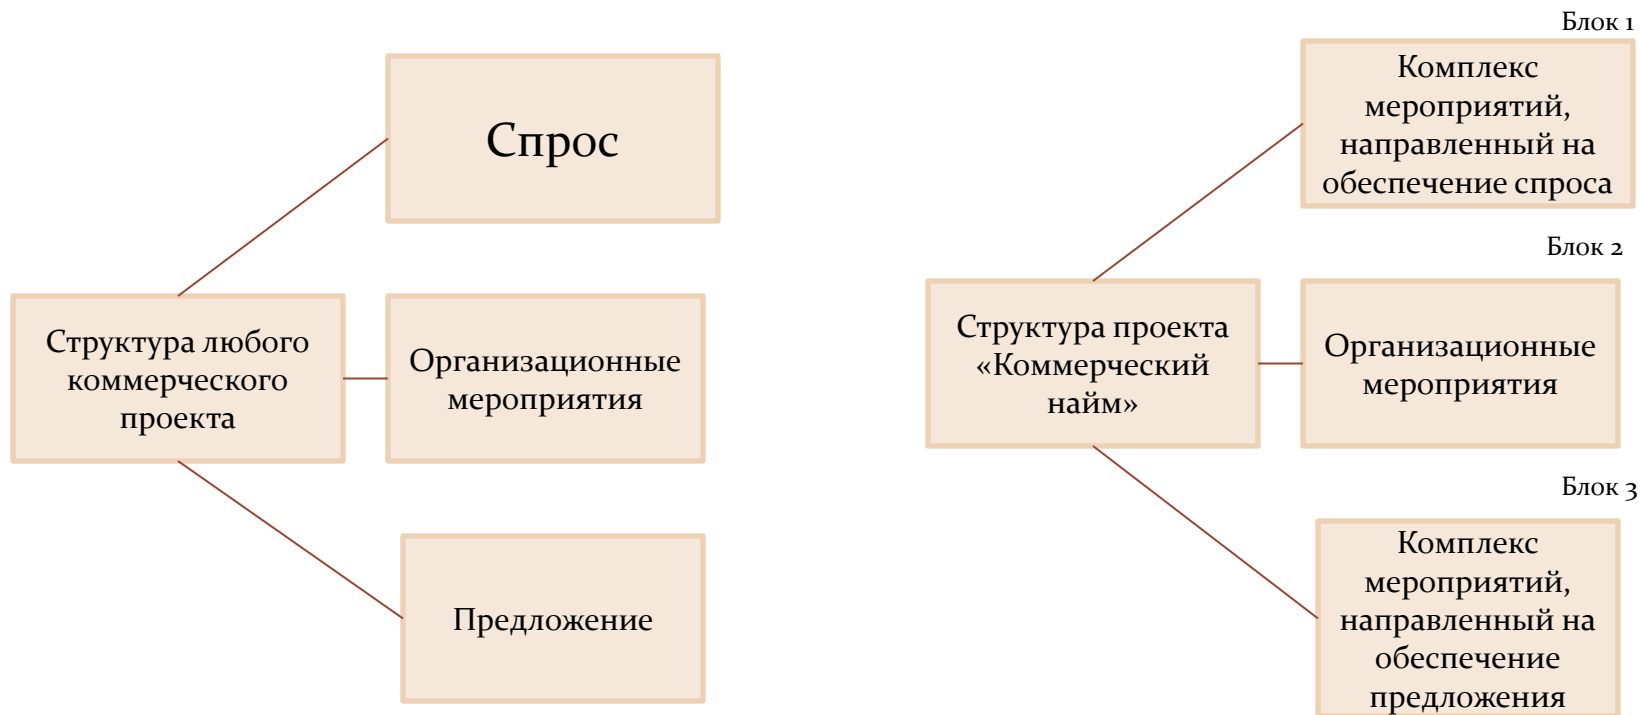 Спрос
Структура любого
коммерческого
проекта
Организационные
мероприятия
Предложение
Блок 1
Комплекс
мероприятий,
направленный на
обеспечение спроса
Блок 2
Структура проекта
«Коммерческий
найм»
Организационные
мероприятия
Блок 3
Комплекс
мероприятий,
направленный на
обеспечение
предложения